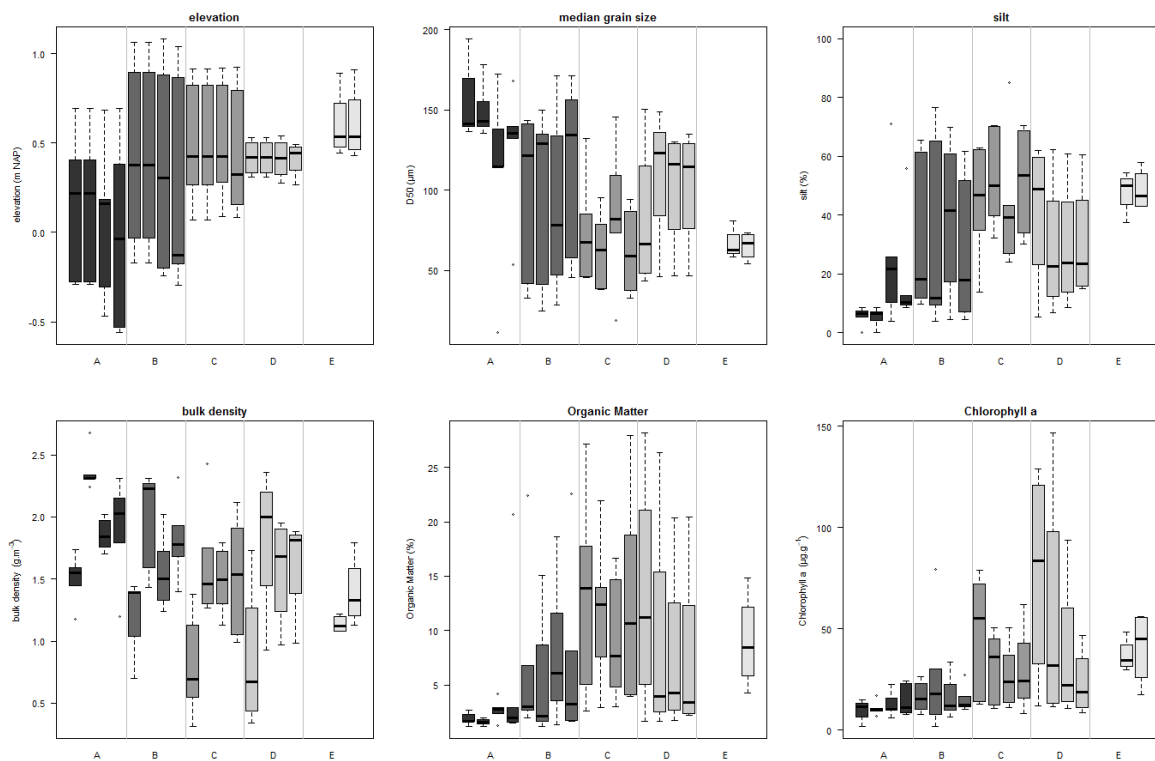 elevation
elevation (m NAP)
1.0
0.5
0.0
-0.5
A B C D E
median grain size
D50 (µm)
200
150
100
50
A B C D E
silt
silt (%)
100
80
60
40
20
0
A B C D E
bulk density
bulk density (g.m⁻³)
2.5
2.0
1.5
1.0
0.5
A B C D E
Organic Matter
Organic Matter (%)
25
20
15
10
5
A B C D E
Chlorophyll a
Chlorophyll a (µg.g⁻¹)
150
100
50
0
A B C D E